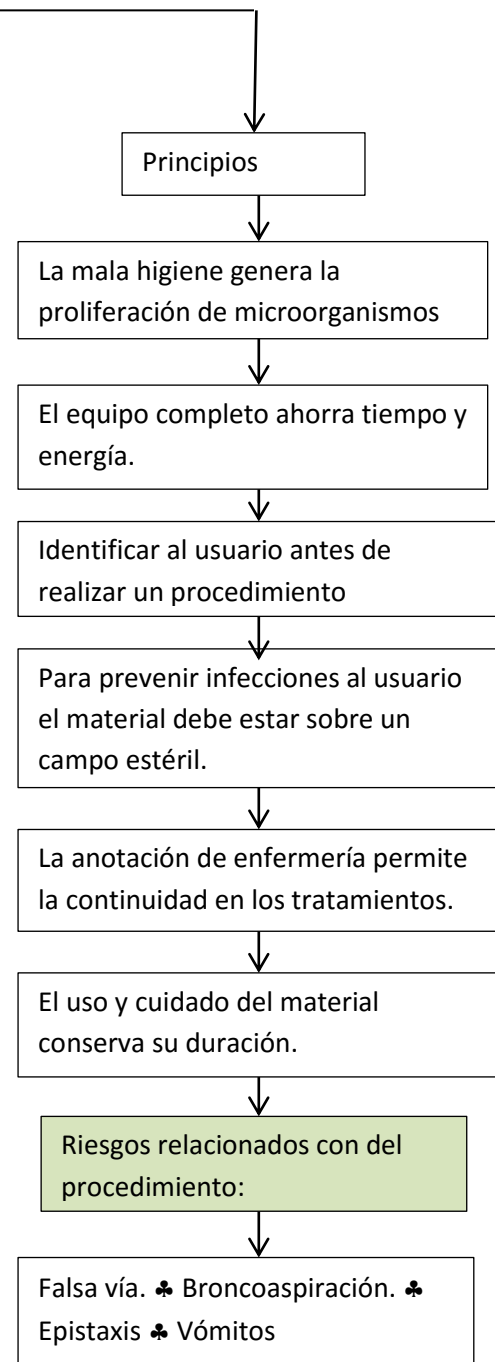 Principios
La mala higiene genera la
proliferación de microorganismos
El equipo completo ahorra tiempo y
energía.
Identificar al usuario antes de
realizar un procedimiento
Para prevenir infecciones al usuario
el material debe estar sobre un
campo estéril.
La anotación de enfermería permite
la continuidad en los tratamientos.
El uso y cuidado del material
conserva su duración.
Riesgos relacionados con del
procedimiento:
Falsa vía. ♣ Broncoaspiración. ♣
Epistaxis ♣ Vómitos